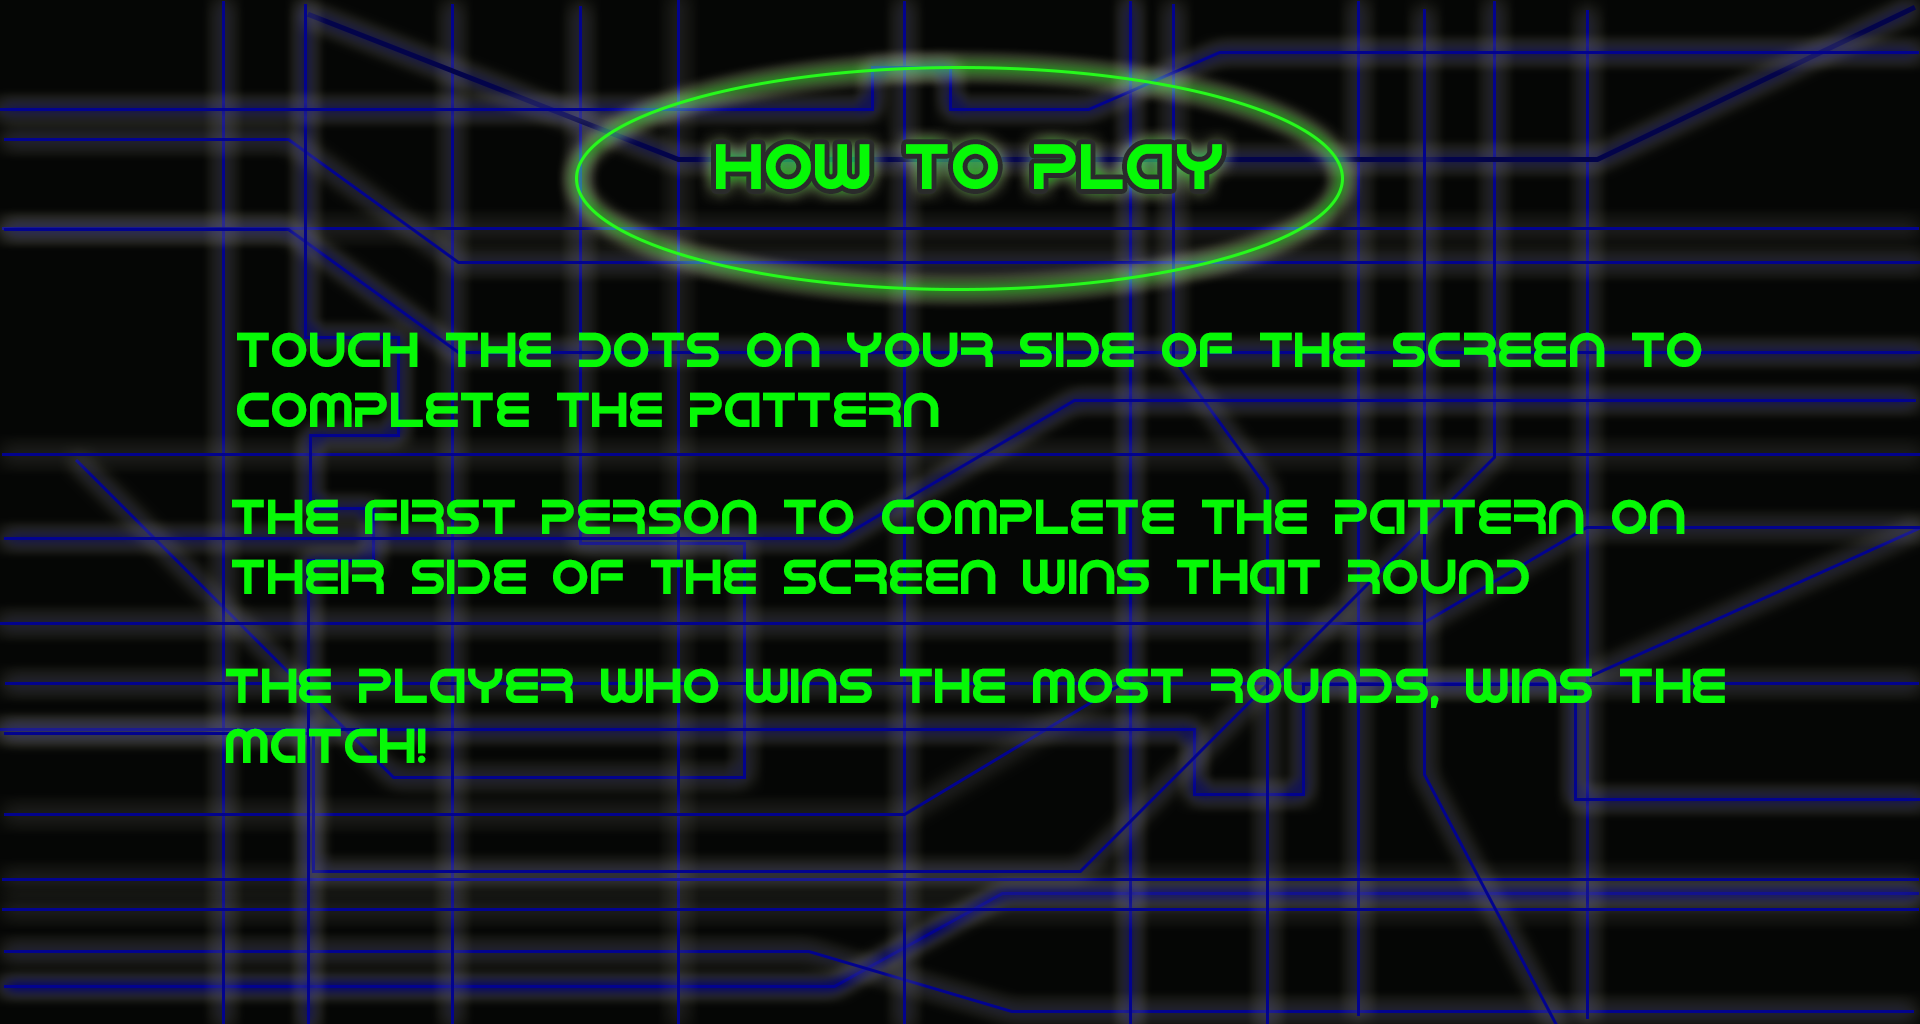 HOW TO PLAY
TOUCH THE DOTS ON YOUR SIDE OF THE SCREEN TO
COMPLETE THE PATTERN
THE FIRST PERSON TO COMPLETE THE PATTERN ON
THEIR SIDE OF THE SCREEN WINS THAT ROUND
THE PLAYER WHO WINS THE MOST ROUNDS, WINS THE
MATCH!